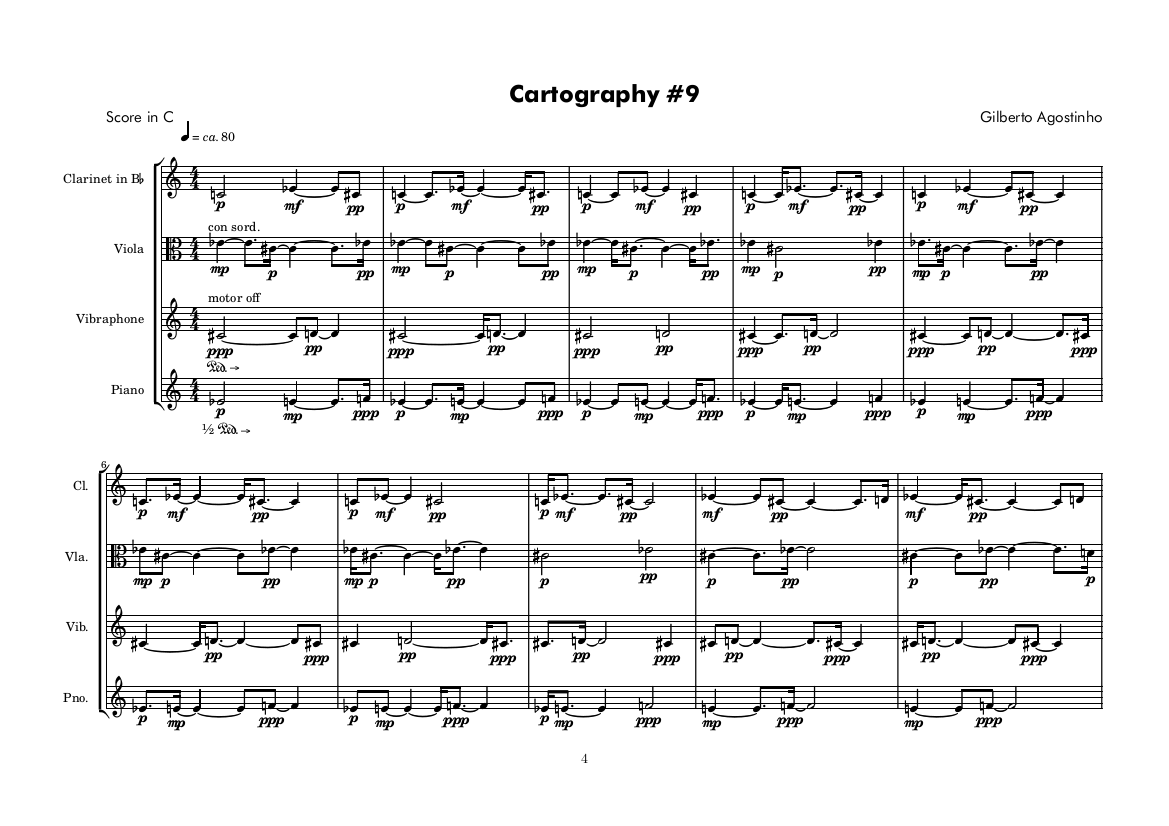 Cartography #9
Score in C
Gilberto Agostinho
= ca. 80
Clarinet in B♭
p mf pp p mf pp p mf pp p mf pp p mf pp
con sord.
Viola
mp p pp mp p pp mp p pp mp p pp mp p pp
motor off
Vibraphone
ppp pp ppp pp ppp pp ppp pp ppp pp ppp
Ped. →
Piano
p mp ppp p mp ppp p mp ppp p mp ppp p mp ppp
½ Ped. →
6
Cl.
p mf pp p mf pp p mf pp mf pp mf pp
Vla.
mp p pp mp p pp p pp p pp p pp p
Vib.
pp ppp pp ppp pp ppp pp ppp pp ppp
Pno.
p mp ppp p mp ppp p mp ppp mp ppp mp ppp
4